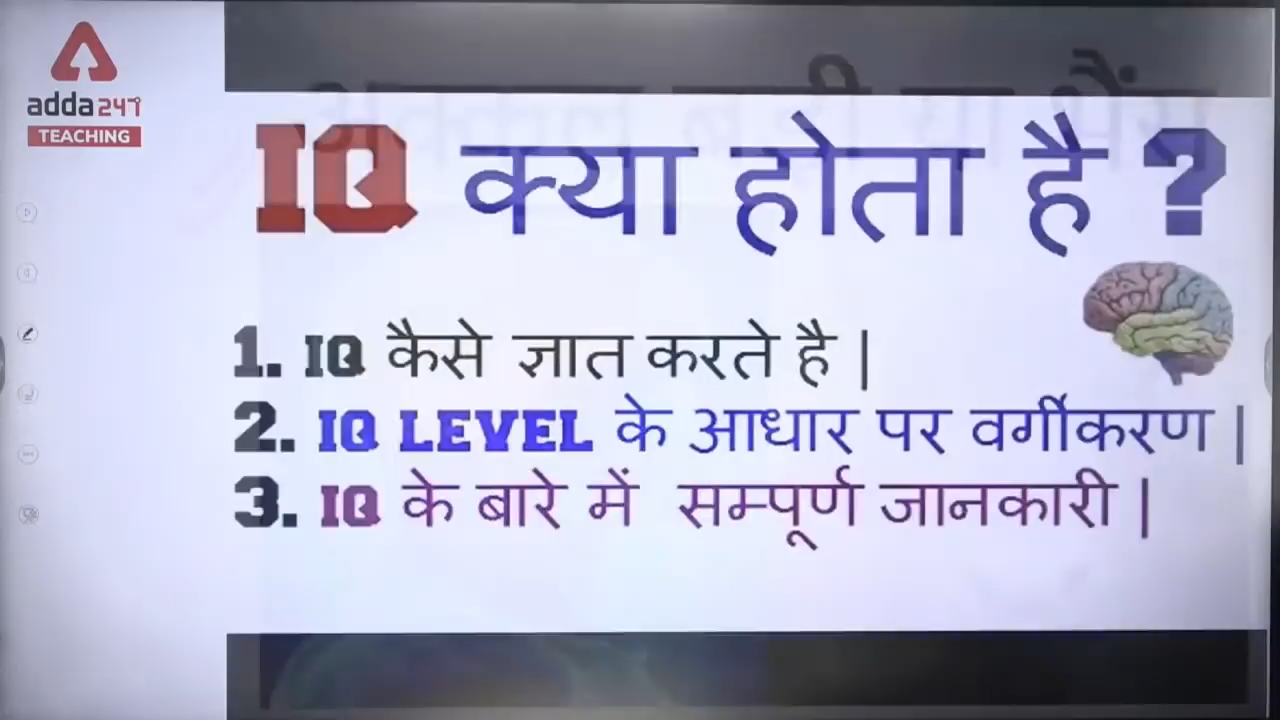 adda247
TEACHING
IQ क्या होता है ?
1. IQ कैसे ज्ञात करते है |
2. IQ LEVEL के आधार पर वर्गीकरण |
3. IQ के बारे में सम्पूर्ण जानकारी |